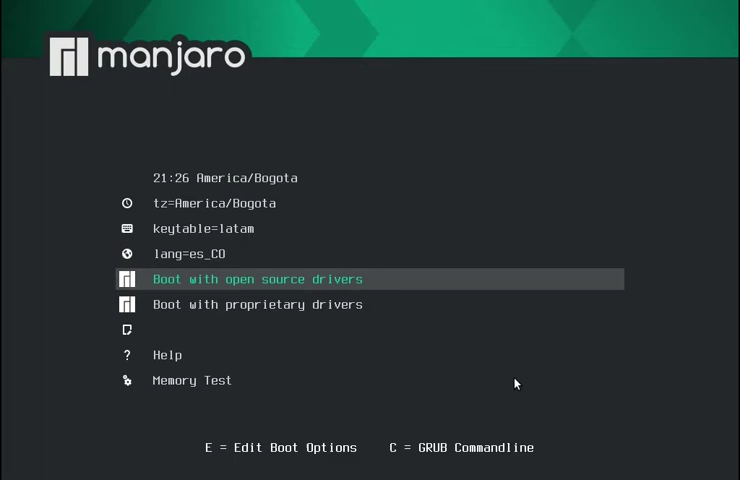 manjaro
21:26 America/Bogota
tz=America/Bogota
keytable=latam
lang=es_CO
Boot with open source drivers
Boot with proprietary drivers
? Help
Memory Test
E = Edit Boot Options C = GRUB Commandline